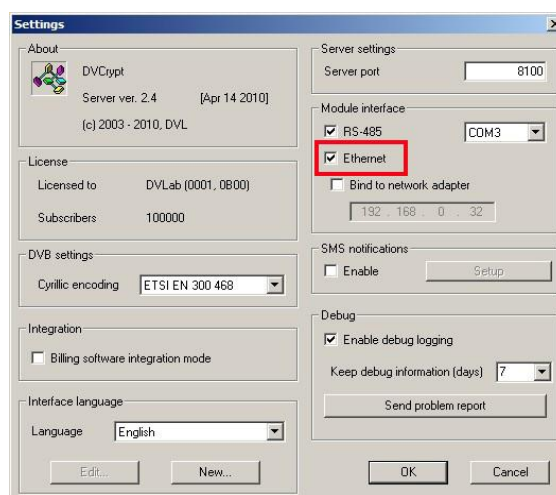 Settings
About
DVCrypt
Server ver. 2.4 [Apr 14 2010]
(c) 2003 - 2010, DVL
License
Licensed to DVLab (0001, 0B00)
Subscribers 100000
DVB settings
Cyrillic encoding ETSI EN 300 468
Integration
Billing software integration mode
Interface language
Language English
Edit... New...
Server settings
Server port 8100
Module interface
RS-485 COM3
Ethernet
Bind to network adapter
192 . 168 . 0 . 32
SMS notifications
Enable Setup
Debug
Enable debug logging
Keep debug information (days) 7
Send problem report
OK Cancel